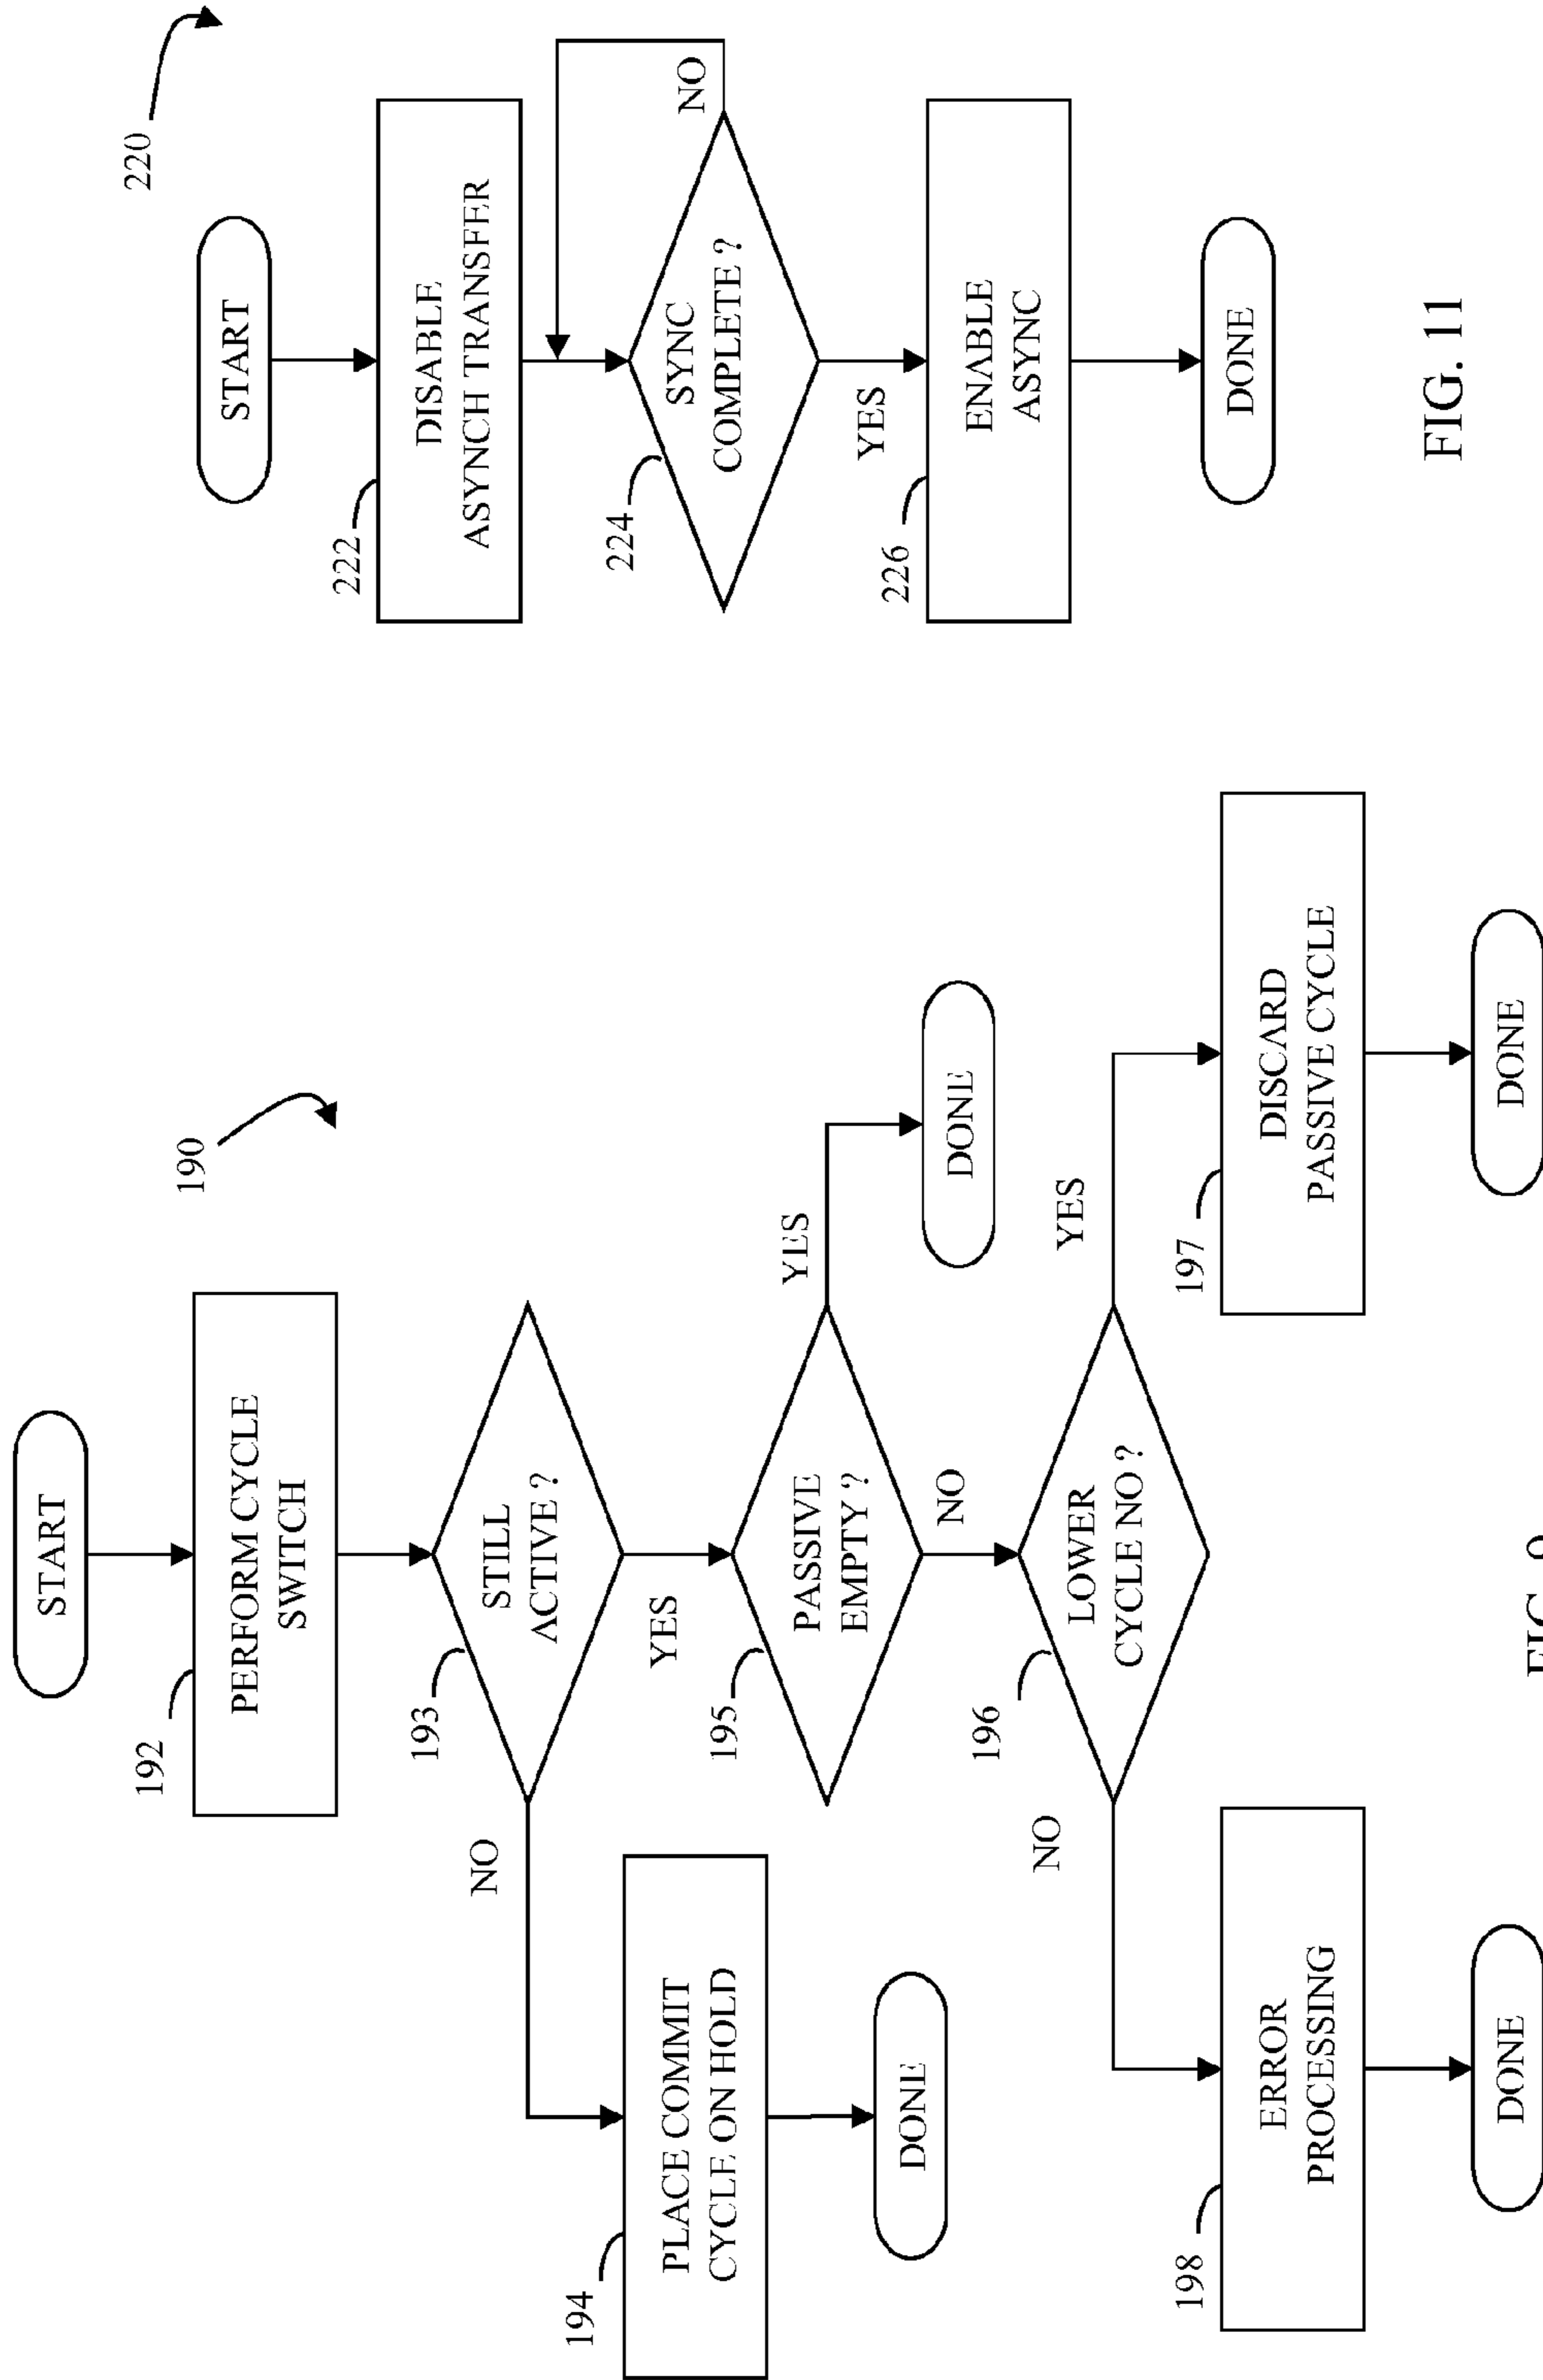 190
START
192
PERFORM CYCLE
SWITCH
193
STILL
ACTIVE ?
NO
YES
194
PLACE COMMIT
CYCLE ON HOLD
DONE
195
PASSIVE
EMPTY ?
YES
DONE
NO
196
LOWER
CYCLE NO ?
NO
YES
198
ERROR
PROCESSING
DONE
197
DISCARD
PASSIVE CYCLE
DONE
220
START
222
DISABLE
ASYNCH TRANSFER
224
SYNC
COMPLETE ?
NO
YES
226
ENABLE
ASYNC
DONE
FIG. 11